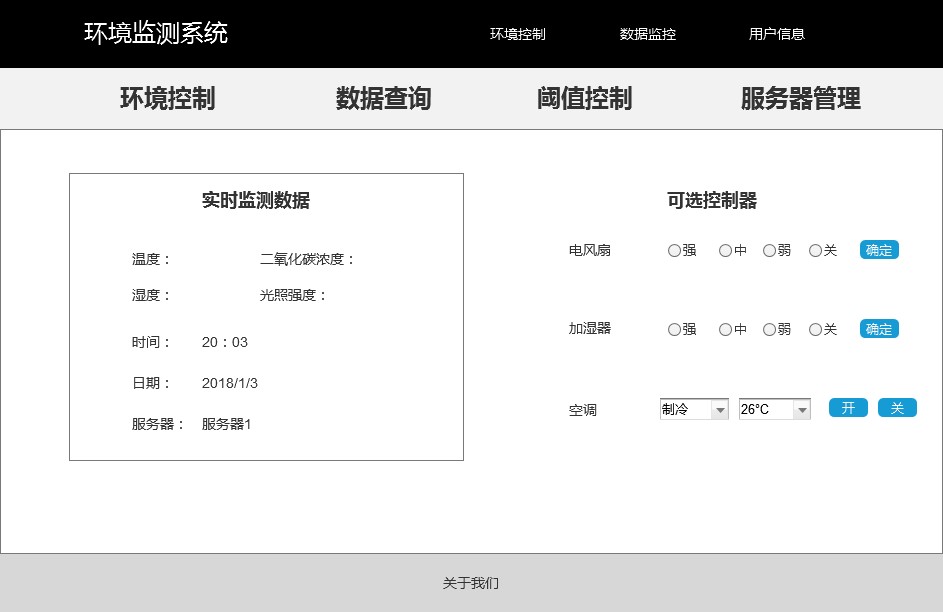 环境监测系统 环境控制 数据监控 用户信息
环境控制 数据查询 阈值控制 服务器管理
实时监测数据
温度： 二氧化碳浓度：
湿度： 光照强度：
时间： 20：03
日期： 2018/1/3
服务器： 服务器1
可选控制器
电风扇 强 中 弱 关 确定
加湿器 强 中 弱 关 确定
空调 制冷 26°C 开 关
关于我们